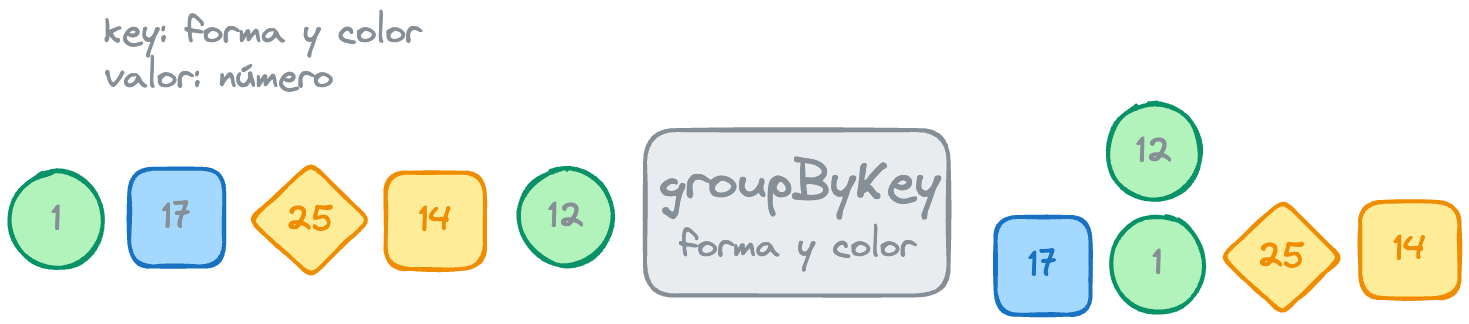 key: forma y color
valor: número
1 17 25 14 12
groupByKey
forma y color
12
17 1 25 14